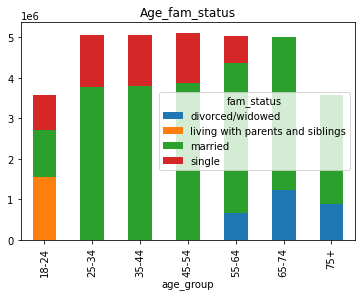 Age_fam_status
1e6
5
4
3
2
1
0
fam_status
divorced/widowed
living with parents and siblings
married
single
18-24
25-34
35-44
45-54
55-64
65-74
75+
age_group